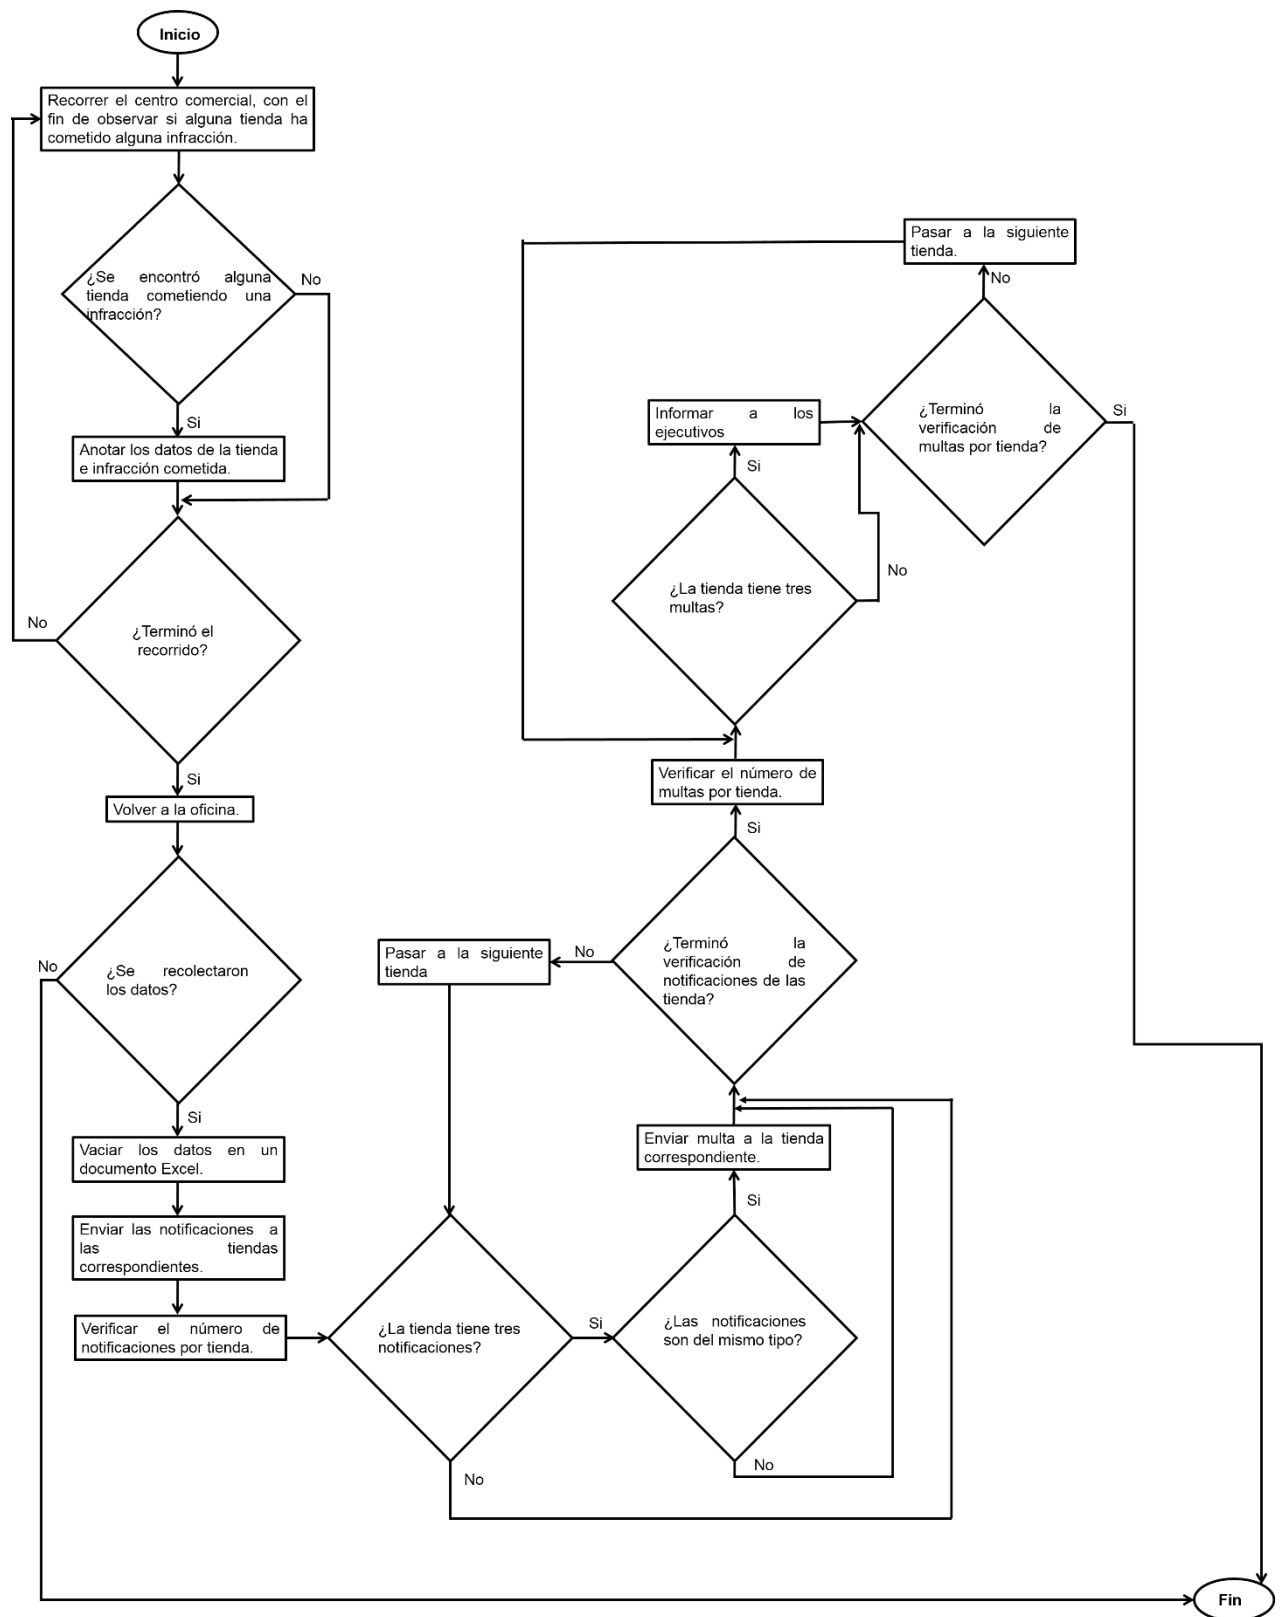 Inicio
Recorrer el centro comercial, con el
fin de observar si alguna tienda ha
cometido alguna infracción.
¿Se encontró alguna
tienda cometiendo una
infracción?
No
Si
Anotar los datos de la tienda
e infracción cometida.
¿Terminó el
recorrido?
No
Si
Volver a la oficina.
¿Se recolectaron
los datos?
No
Si
Vaciar los datos en un
documento Excel.
Enviar las notificaciones a
las tiendas
correspondientes.
Verificar el número de
notificaciones por tienda.
¿La tienda tiene tres
notificaciones?
Si
No
¿Las notificaciones
son del mismo tipo?
Si
No
Enviar multa a la tienda
correspondiente.
¿Terminó la
verificación de
notificaciones de las
tienda?
No
Pasar a la siguiente
tienda
Si
Verificar el número de
multas por tienda.
¿La tienda tiene tres
multas?
Si
No
Informar a los
ejecutivos
¿Terminó la
verificación de
multas por tienda?
No
Pasar a la siguiente
tienda.
Si
Fin